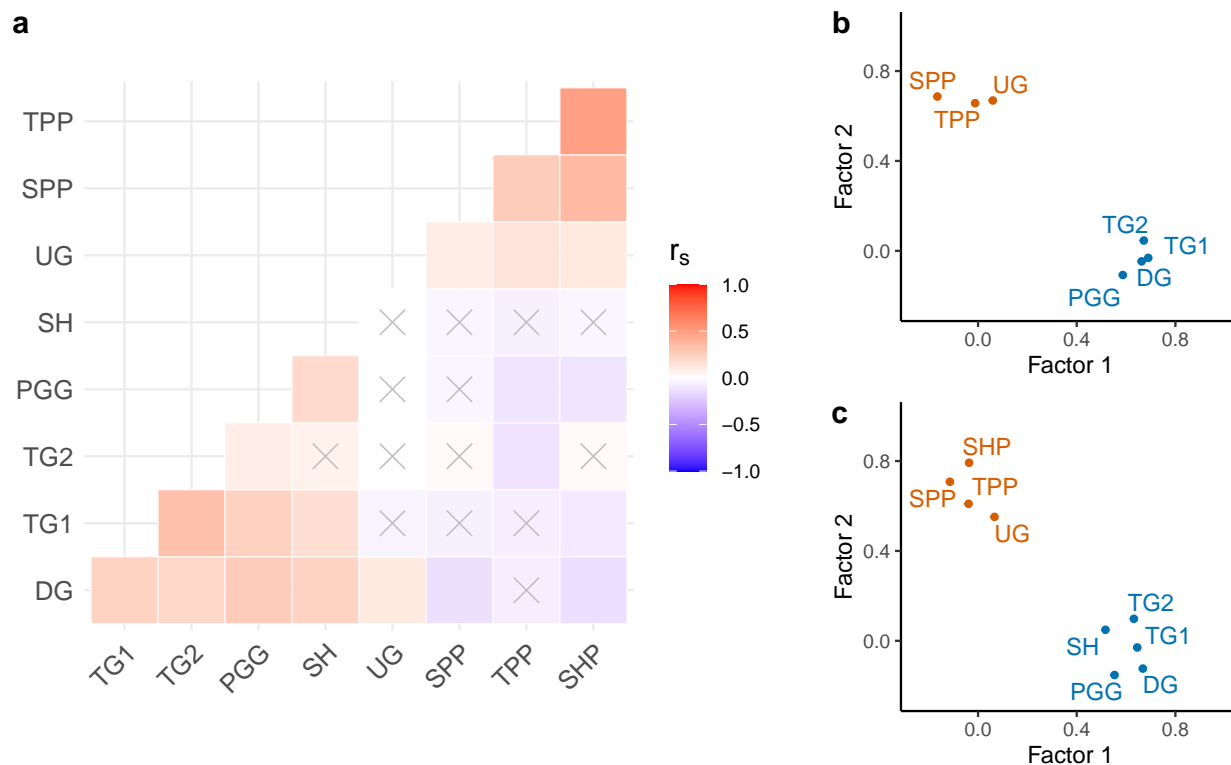 a
TPP
SPP
UG
SH
PGG
TG2
TG1
DG
TG1
TG2
PGG
SH
UG
SPP
TPP
SHP
rs
1.0
0.5
0.0
−0.5
−1.0
b
Factor 2
0.8
0.4
0.0
SPP
UG
TPP
TG2
TG1
DG
PGG
0.0
0.4
0.8
Factor 1
c
Factor 2
0.8
0.4
0.0
SHP
SPP
TPP
UG
TG2
SH
TG1
PGG
DG
0.0
0.4
0.8
Factor 1